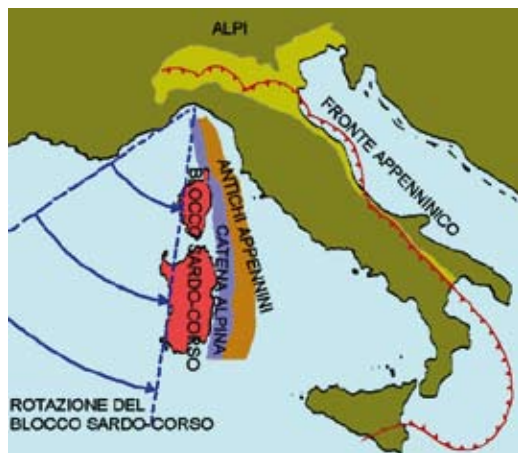 ALPI
FRONTE APPENNINICO
BLOCCO SARDO-CORSO
CATENA ALPINA
ANTICHI APPENNINI
ROTAZIONE DEL
BLOCCO SARDO-CORSO